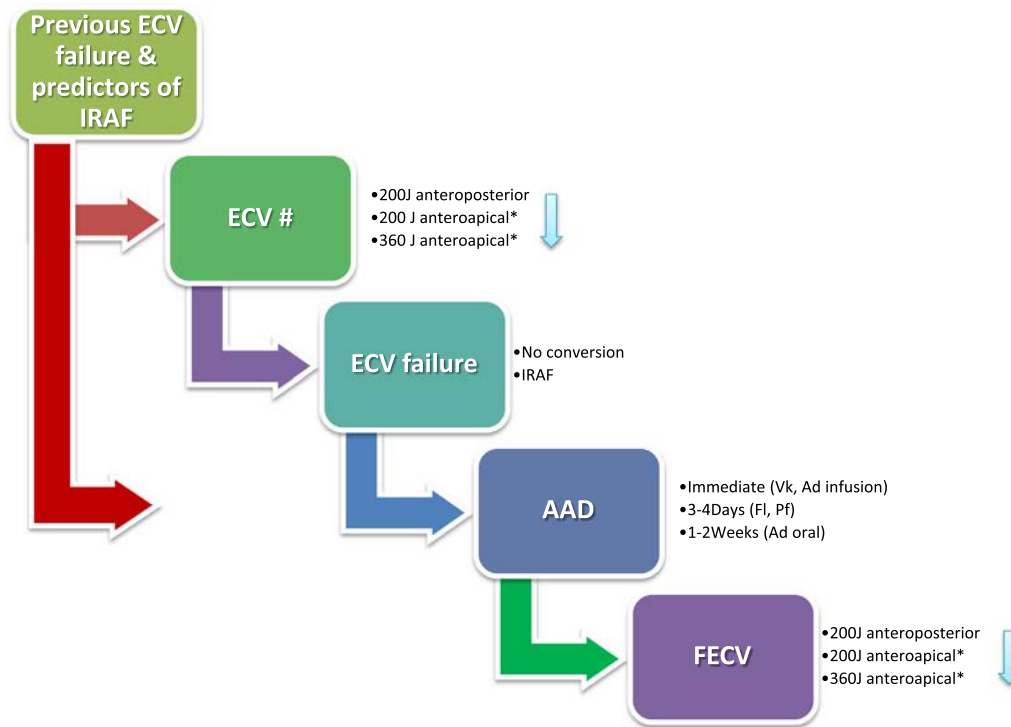 Previous ECV
failure &
predictors of
IRAF
ECV #
•200J anteroposterior
•200 J anteroapical*
•360 J anteroapical*
ECV failure
•No conversion
•IRAF
AAD
•Immediate (Vk, Ad infusion)
•3-4Days (Fl, Pf)
•1-2Weeks (Ad oral)
FECV
•200J anteroposterior
•200J anteroapical*
•360J anteroapical*